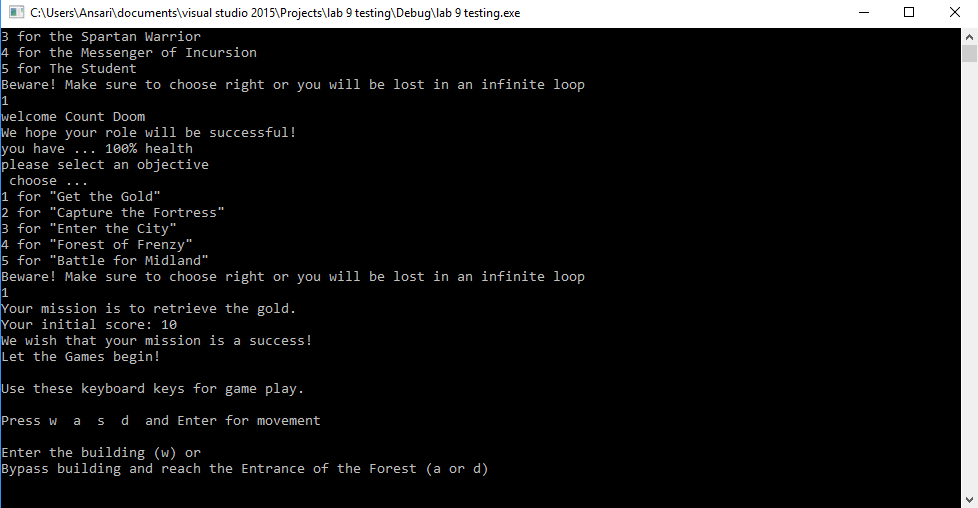 C:\Users\Ansari\documents\visual studio 2015\Projects\lab 9 testing\Debug\lab 9 testing.exe
3 for the Spartan Warrior
4 for the Messenger of Incursion
5 for The Student
Beware! Make sure to choose right or you will be lost in an infinite loop
1
welcome Count Doom
We hope your role will be successful!
you have ... 100% health
please select an objective
 choose ...
1 for "Get the Gold"
2 for "Capture the Fortress"
3 for "Enter the City"
4 for "Forest of Frenzy"
5 for "Battle for Midland"
Beware! Make sure to choose right or you will be lost in an infinite loop
1
Your mission is to retrieve the gold.
Your initial score: 10
We wish that your mission is a success!
Let the Games begin!
Use these keyboard keys for game play.
Press w  a  s  d  and Enter for movement
Enter the building (w) or
Bypass building and reach the Entrance of the Forest (a or d)